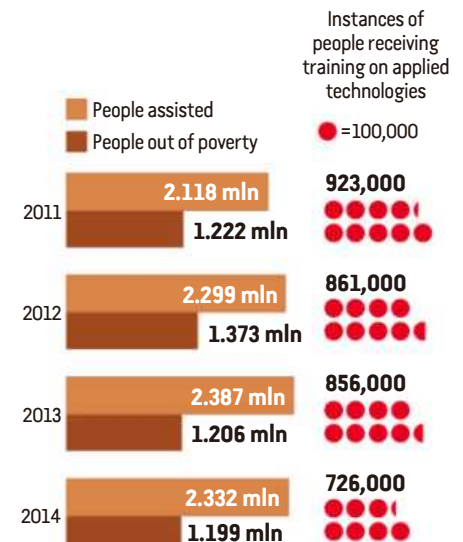 Instances of
people receiving
training on applied
technologies
=100,000
People assisted
People out of poverty
2011
2.118 mln
1.222 mln
923,000
2012
2.299 mln
1.373 mln
861,000
2013
2.387 mln
1.206 mln
856,000
2014
2.332 mln
1.199 mln
726,000